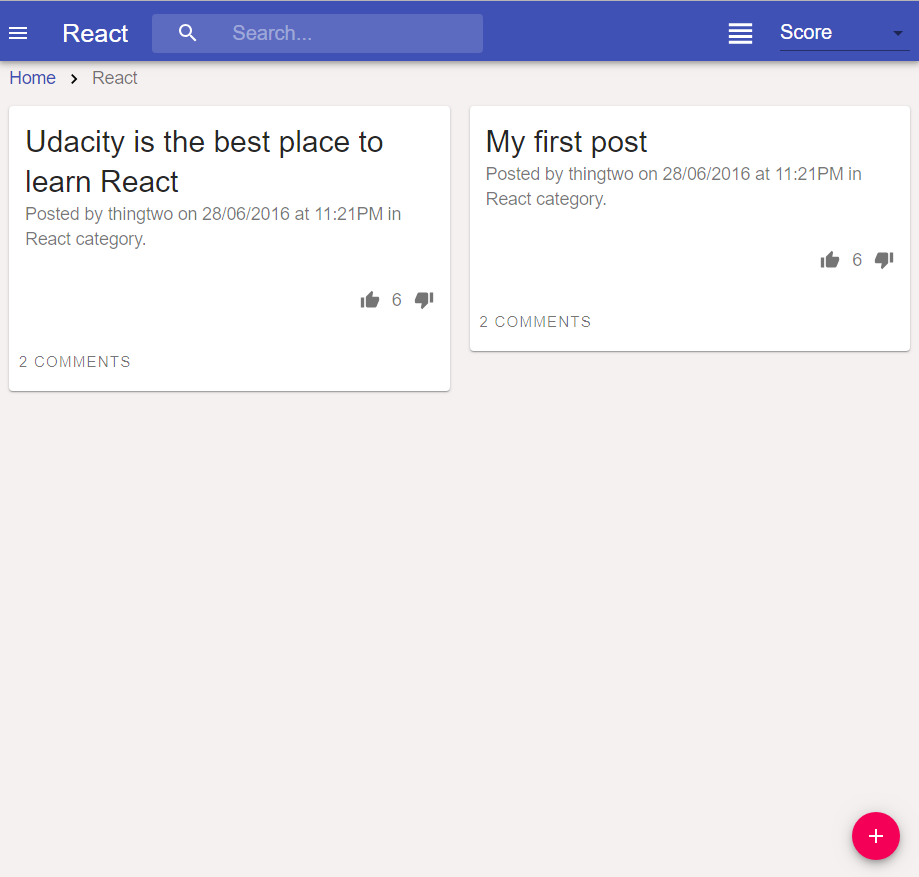 React
Search...
Score
Home
React
Udacity is the best place to
learn React
Posted by thingtwo on 28/06/2016 at 11:21PM in
React category.
6
2 COMMENTS
My first post
Posted by thingtwo on 28/06/2016 at 11:21PM in
React category.
6
2 COMMENTS